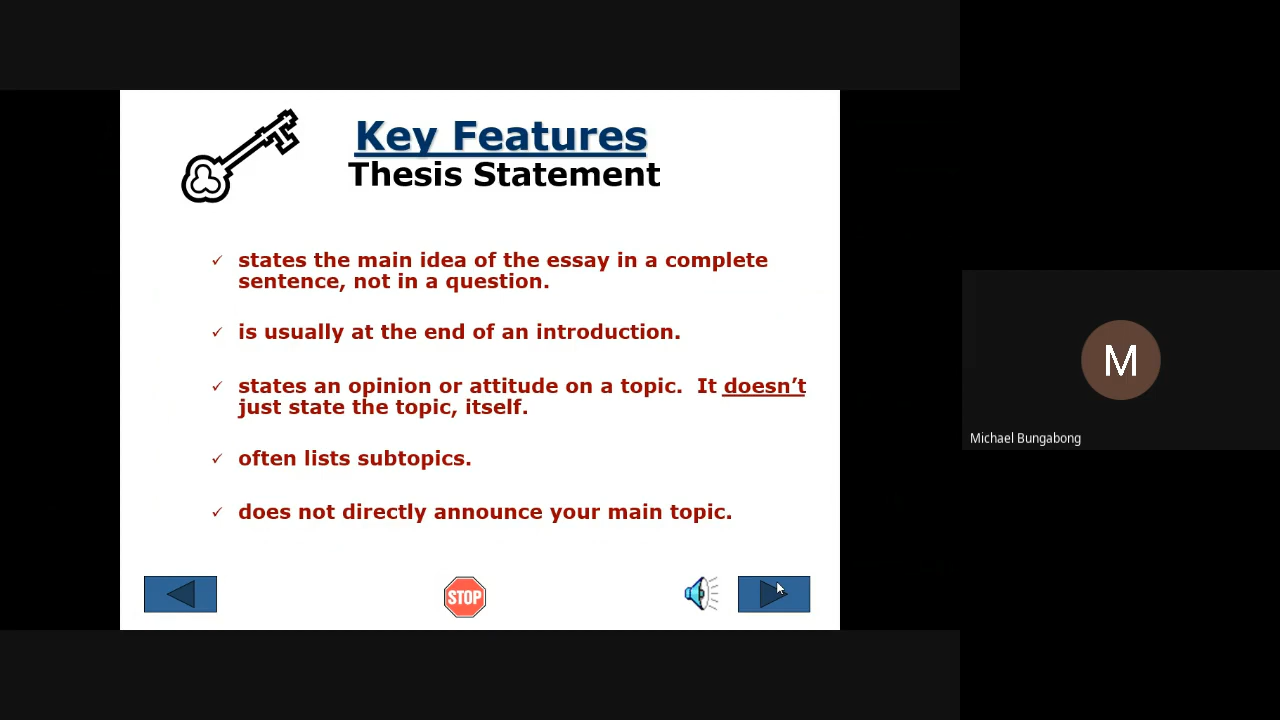 Key Features
Thesis Statement
✓ states the main idea of the essay in a complete
sentence, not in a question.
✓ is usually at the end of an introduction.
✓ states an opinion or attitude on a topic.  It doesn’t
just state the topic, itself.
✓ often lists subtopics.
✓ does not directly announce your main topic.
STOP
M
Michael Bungabong